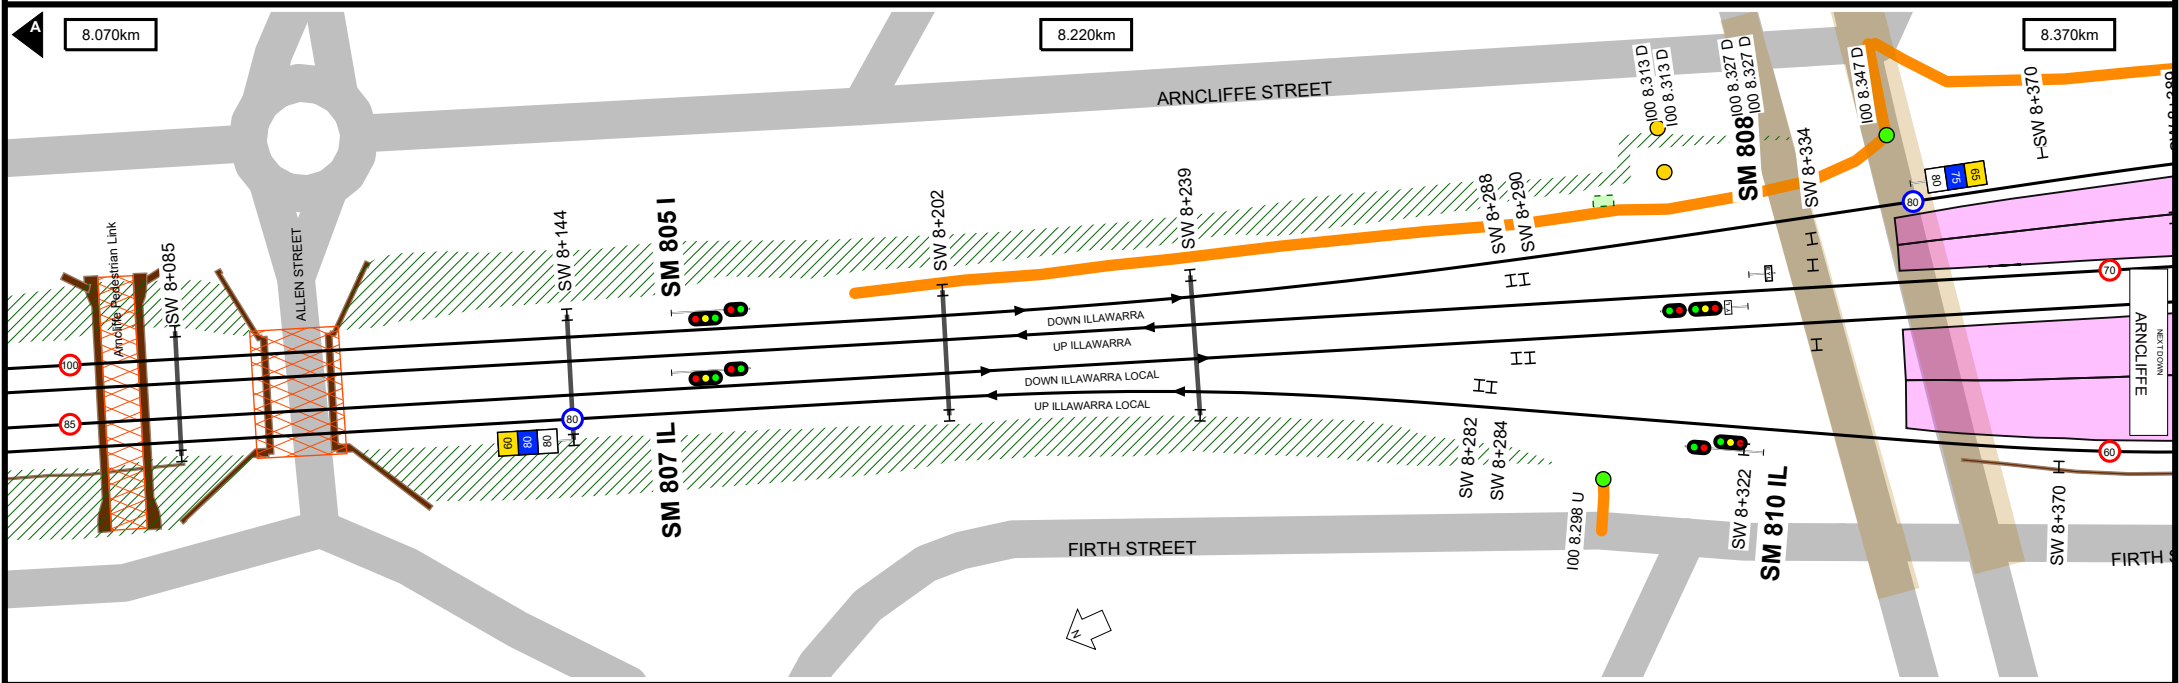 A
8.070km
8.220km
8.370km
ARNCLIFFE STREET
I00 8.313 D
I00 8.313 D
I00 8.327 D
I00 8.327 D
I00 8.347 D
SW 8+370
SM 808
SW 8+334
80
75
65
80
Arncliffe Pedestrian Link
SW 8+085
ALLEN STREET
SW 8+144
SM 805 I
SW 8+202
SW 8+239
SW 8+288
SW 8+290
70
100
85
DOWN ILLAWARRA
UP ILLAWARRA
DOWN ILLAWARRA LOCAL
UP ILLAWARRA LOCAL
ARNCLIFFE
NEXT DOWN
80
60
80
80
SM 807 IL
SW 8+282
SW 8+284
60
I00 8.298 U
SW 8+322
SM 810 IL
SW 8+370
FIRTH STREET
FIRTH S
N